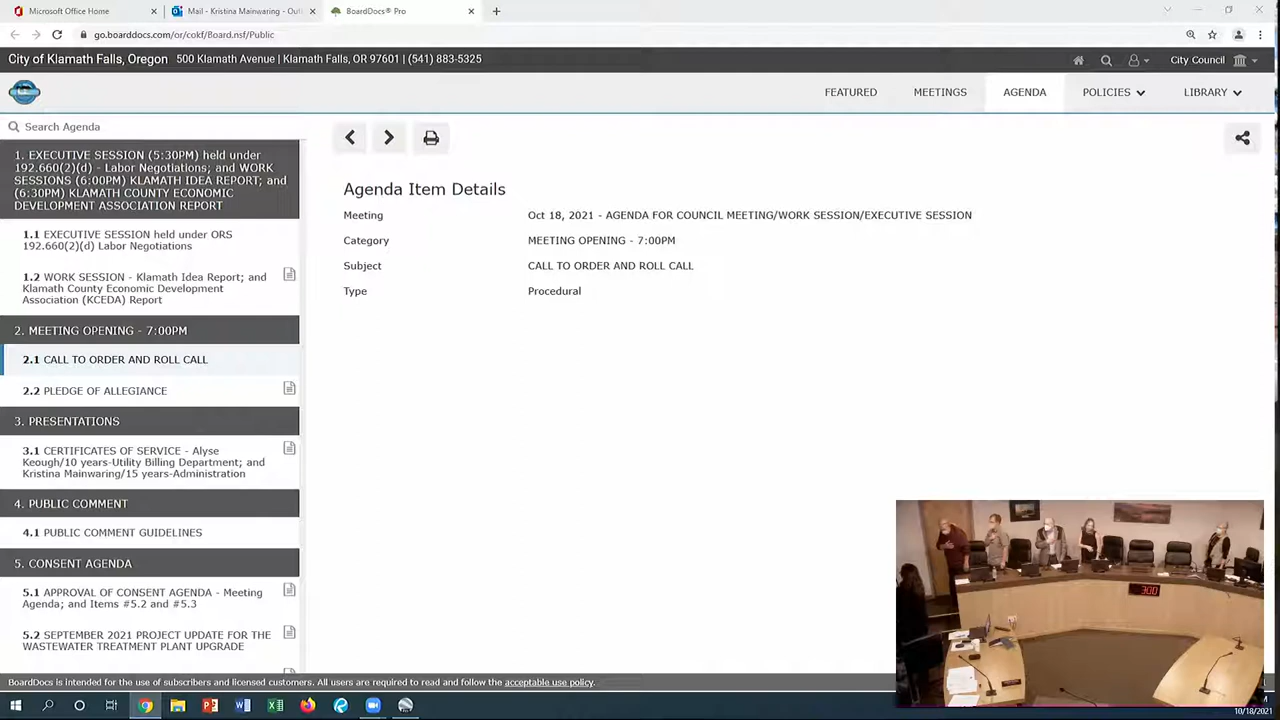 Microsoft Office Home
Mail - Kristina Mainwaring - Out
BoardDocs® Pro
go.boarddocs.com/or/cokf/Board.nsf/Public
City of Klamath Falls, Oregon 500 Klamath Avenue | Klamath Falls, OR 97601 | (541) 883-5325
City Council
FEATURED
MEETINGS
AGENDA
POLICIES
LIBRARY
Search Agenda
1. EXECUTIVE SESSION (5:30PM) held under
192.660(2)(d) - Labor Negotiations; and WORK
SESSIONS (6:00PM) KLAMATH IDEA REPORT; and
(6:30PM) KLAMATH COUNTY ECONOMIC
DEVELOPMENT ASSOCIATION REPORT
1.1 EXECUTIVE SESSION held under ORS
192.660(2)(d) Labor Negotiations
1.2 WORK SESSION - Klamath Idea Report; and
Klamath County Economic Development
Association (KCEDA) Report
2. MEETING OPENING - 7:00PM
2.1 CALL TO ORDER AND ROLL CALL
2.2 PLEDGE OF ALLEGIANCE
3. PRESENTATIONS
3.1 CERTIFICATES OF SERVICE - Alyse
Keough/10 years-Utility Billing Department; and
Kristina Mainwaring/15 years-Administration
4. PUBLIC COMMENT
4.1 PUBLIC COMMENT GUIDELINES
5. CONSENT AGENDA
5.1 APPROVAL OF CONSENT AGENDA - Meeting
Agenda; and Items #5.2 and #5.3
5.2 SEPTEMBER 2021 PROJECT UPDATE FOR THE
WASTEWATER TREATMENT PLANT UPGRADE
Agenda Item Details
Meeting Oct 18, 2021 - AGENDA FOR COUNCIL MEETING/WORK SESSION/EXECUTIVE SESSION
Category MEETING OPENING - 7:00PM
Subject CALL TO ORDER AND ROLL CALL
Type Procedural
300
BoardDocs is intended for the use of subscribers and licensed customers. All users are required to read and follow the acceptable use policy.
10/18/2021